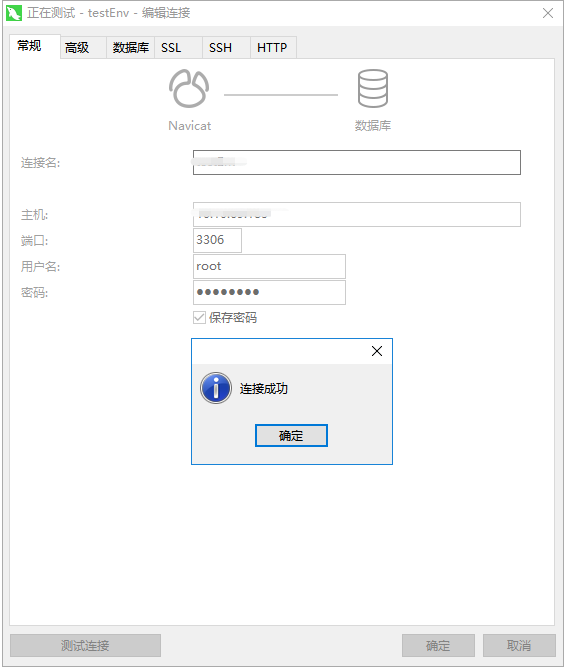 正在测试 - testEnv - 编辑连接
常规 高级 数据库 SSL SSH HTTP
Navicat 数据库
连接名:
主机:
端口: 3306
用户名: root
密码: ●●●●●●●●
保存密码
连接成功
确定
测试连接 确定 取消